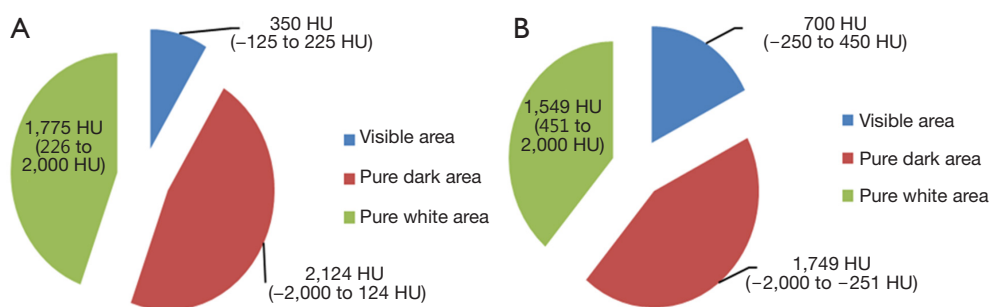 A
350 HU
(−125 to 225 HU)
1,775 HU
(226 to
2,000 HU)
Visible area
Pure dark area
Pure white area
2,124 HU
(−2,000 to 124 HU)
B
700 HU
(−250 to 450 HU)
1,549 HU
(451 to
2,000 HU)
Visible area
Pure dark area
Pure white area
1,749 HU
(−2,000 to −251 HU)